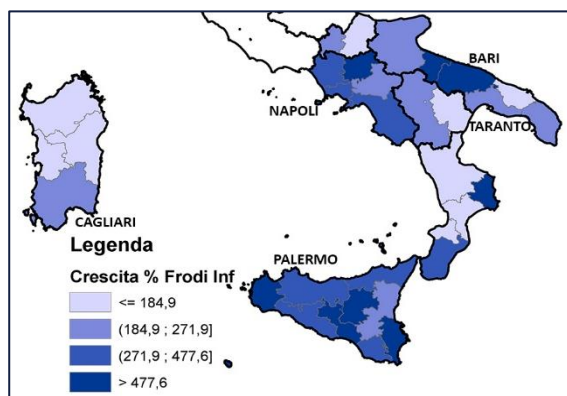 BARI
NAPOLI
TARANTO
CAGLIARI
Legenda
PALERMO
Crescita % Frodi Inf
<= 184,9
(184,9 ; 271,9]
(271,9 ; 477,6]
> 477,6